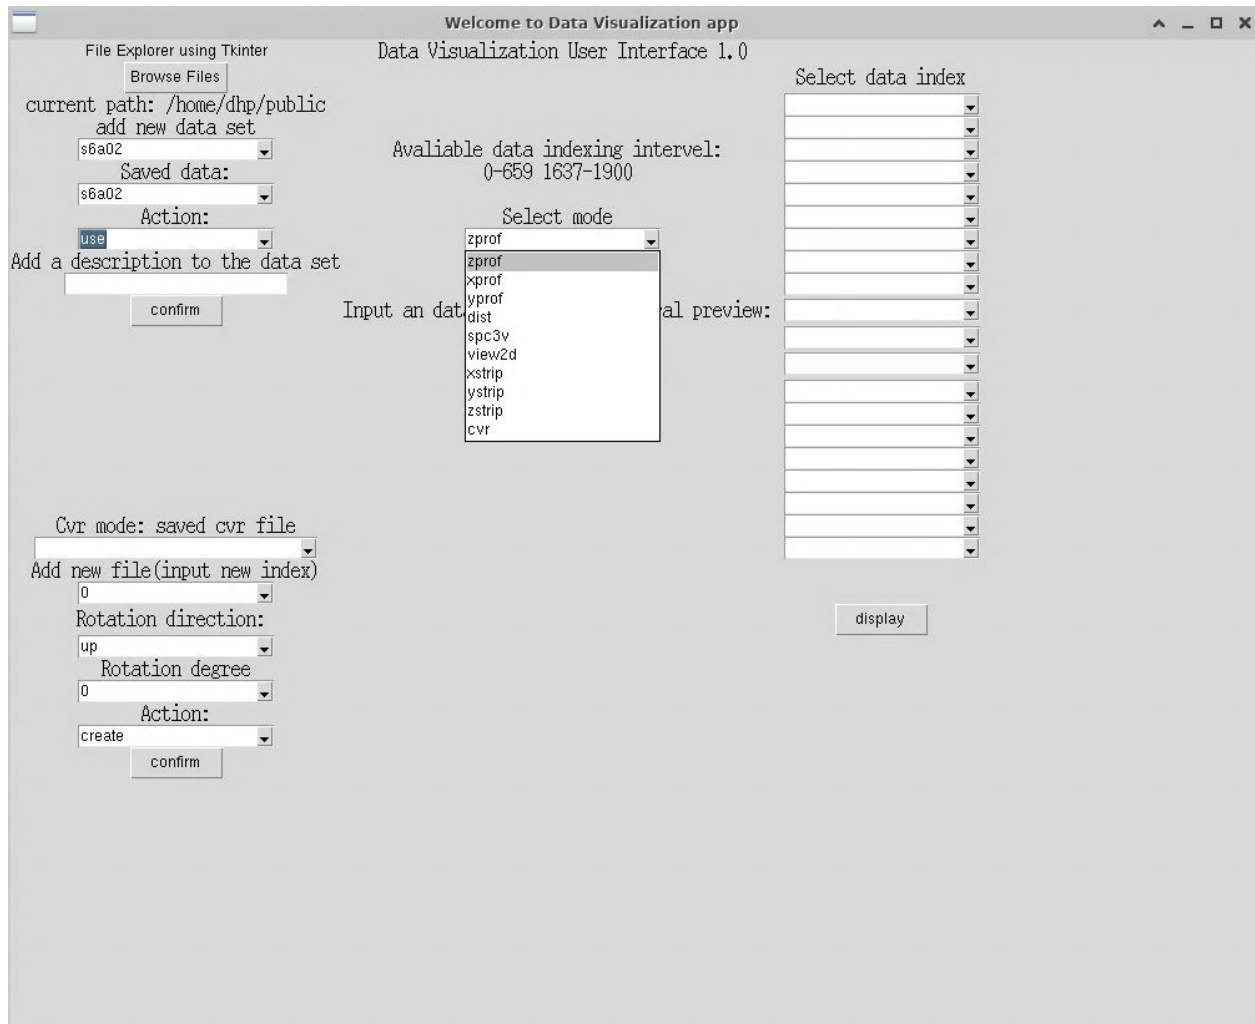 Welcome to Data Visualization app
File Explorer using Tkinter
Browse Files
current path: /home/dhp/public
add new data set
s6a02
Saved data:
s6a02
Action:
use
Add a description to the data set
confirm
Cvr mode: saved cvr file
Add new file(input new index)
0
Rotation direction:
up
Rotation degree
0
Action:
create
confirm
Data Visualization User Interface 1.0
Avaliable data indexing intervel:
0-659 1637-1900
Select mode
zprof
zprof
xprof
yprof
dist
spc3v
view2d
xstrip
ystrip
zstrip
cvr
Input an dat al preview:
Select data index
display